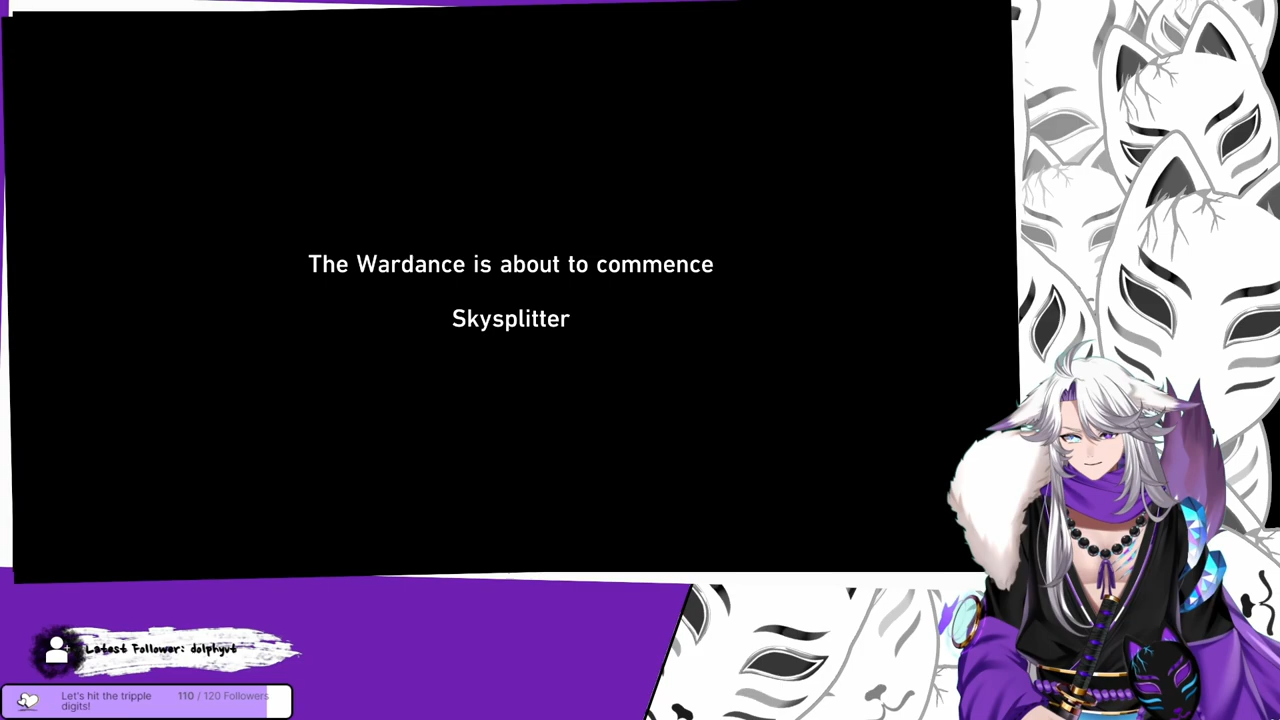 The Wardance is about to commence
Skysplitter
Latest Follower: dolphyvt
Let's hit the tripple digits!
110 / 120 Followers